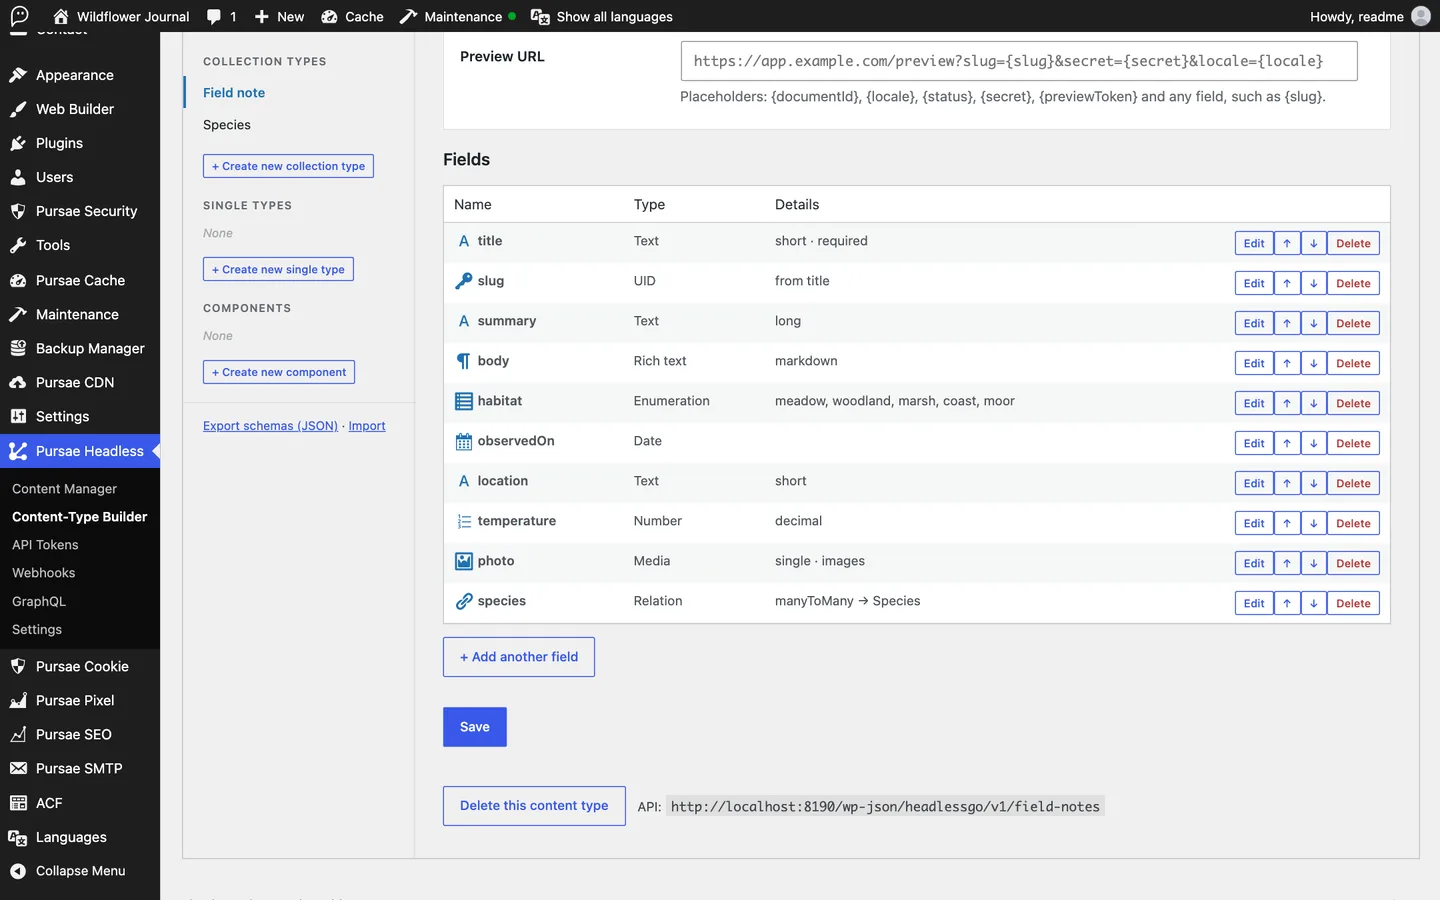 Wildflower Journal
1
New
Cache
Maintenance
Show all languages
Howdy, readme
Contact
Appearance
Web Builder
Plugins
Users
Pursae Security
Tools
Pursae Cache
Maintenance
Backup Manager
Pursae CDN
Settings
Pursae Headless
Content Manager
Content-Type Builder
API Tokens
Webhooks
GraphQL
Settings
Pursae Cookie
Pursae Pixel
Pursae SEO
Pursae SMTP
ACF
Languages
Collapse Menu
COLLECTION TYPES
Field note
Species
+ Create new collection type
SINGLE TYPES
None
+ Create new single type
COMPONENTS
None
+ Create new component
Export schemas (JSON) · Import
Preview URL
https://app.example.com/preview?slug={slug}&secret={secret}&locale={locale}
Placeholders: {documentId}, {locale}, {status}, {secret}, {previewToken} and any field, such as {slug}.
Fields
Name Type Details
title Text short · required Edit ↑ ↓ Delete
slug UID from title Edit ↑ ↓ Delete
summary Text long Edit ↑ ↓ Delete
body Rich text markdown Edit ↑ ↓ Delete
habitat Enumeration meadow, woodland, marsh, coast, moor Edit ↑ ↓ Delete
observedOn Date Edit ↑ ↓ Delete
location Text short Edit ↑ ↓ Delete
temperature Number decimal Edit ↑ ↓ Delete
photo Media single · images Edit ↑ ↓ Delete
species Relation manyToMany → Species Edit ↑ ↓ Delete
+ Add another field
Save
Delete this content type API: http://localhost:8190/wp-json/headlessgo/v1/field-notes